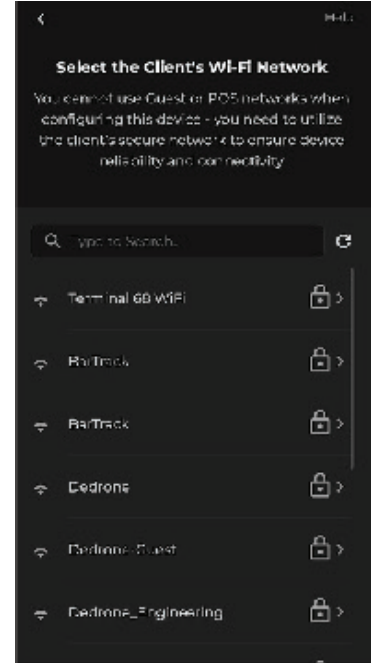 Select the Client's Wi-Fi Network
You cannot use Guest or POS networks when
configuring this device - you need to utilize
the client's secure network to ensure device
reliability and connectivity
Type to Search...
Terminal 68 WiFi
BarTrack
BarTrack
Dedrone
Dedrone-Guest
Dedrone_Engineering